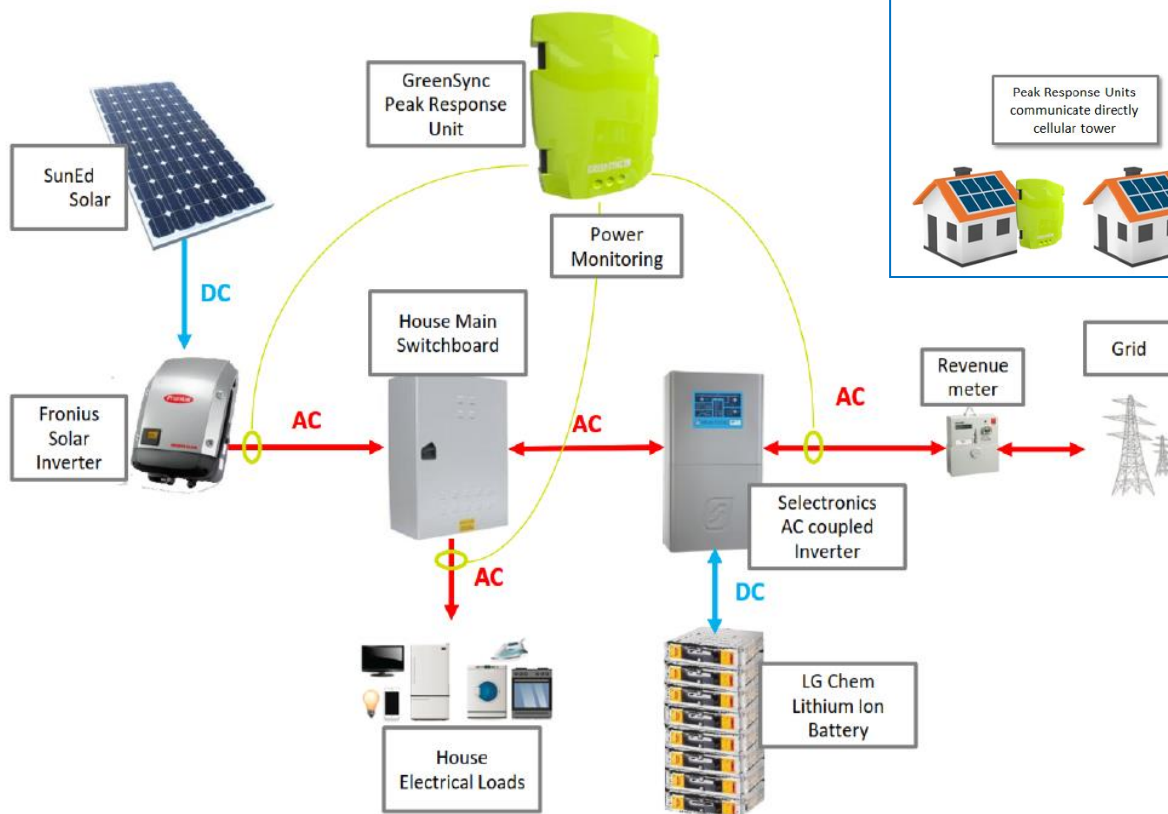 GreenSync
Peak Response
Unit
Peak Response Units
communicate directly
cellular tower
SunEd
Solar
Power
Monitoring
DC
House Main
Switchboard
Grid
Revenue
meter
Fronius
Solar
Inverter
Fronius
AC
AC
AC
Selectronics
AC coupled
Inverter
AC
DC
LG Chem
Lithium Ion
Battery
House
Electrical Loads